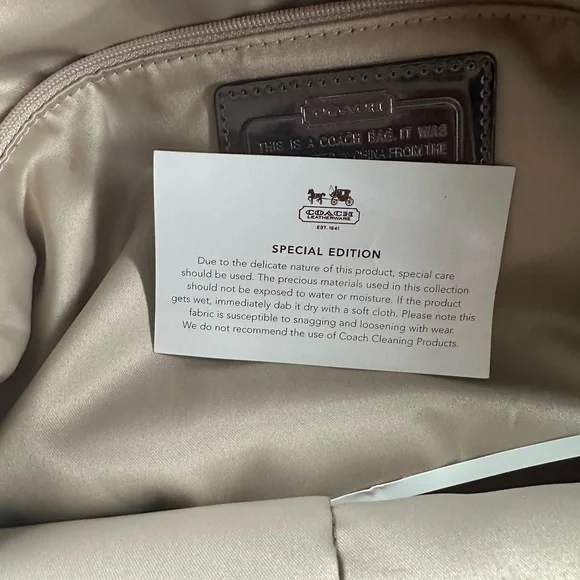 COACH
THIS IS A COACH BAG. IT WAS
FROM THE
COACH
LEATHERWARE
EST. 1941
SPECIAL EDITION
Due to the delicate nature of this product, special care
should be used. The precious materials used in this collection
should not be exposed to water or moisture. If the product
gets wet, immediately dab it dry with a soft cloth. Please note this
fabric is susceptible to snagging and loosening with wear.
We do not recommend the use of Coach Cleaning Products.